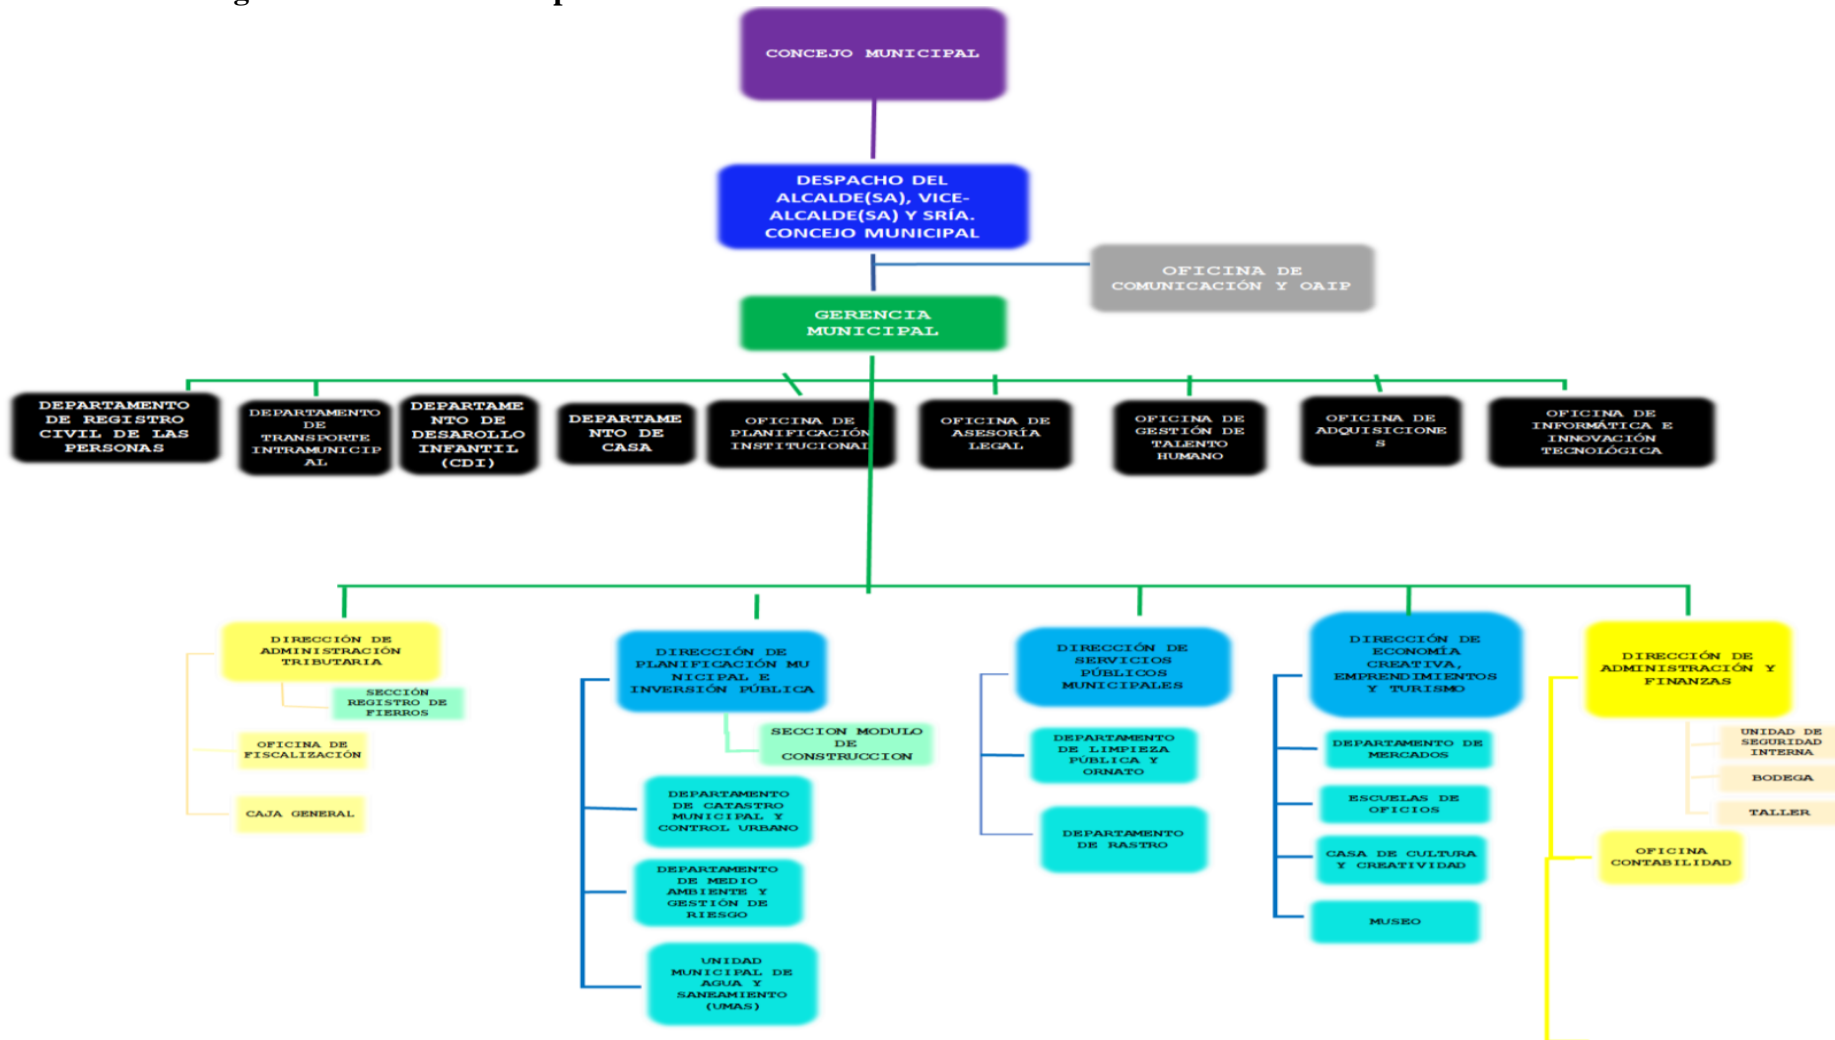 CONCEJO MUNICIPAL
DESPACHO DEL
ALCALDE(SA), VICE-
ALCALDE(SA) Y SRÍA.
CONCEJO MUNICIPAL
OFICINA DE
COMUNICACIÓN Y OAIP
GERENCIA
MUNICIPAL
DEPARTAMENTO
DE REGISTRO
CIVIL DE LAS
PERSONAS
DEPARTAMENTO
DE
TRANSPORTE
INTRAMUNICIP
AL
DEPARTAME
NTO DE
DESAROLLO
INFANTIL
(CDI)
DEPARTAME
NTO DE
CASA
OFICINA DE
PLANIFICACIÓN
INSTITUCIONAL
OFICINA DE
ASESORÍA
LEGAL
OFICINA DE
GESTIÓN DE
TALENTO
HUMANO
OFICINA DE
ADQUISICIONE
S
OFICINA DE
INFORMÁTICA E
INNOVACIÓN
TECNOLÓGICA
DIRECCIÓN DE
ADMINISTRACIÓN
TRIBUTARIA
SECCIÓN
REGISTRO DE
FIERROS
OFICINA DE
FISCALIZACIÓN
CAJA GENERAL
DIRECCIÓN DE
PLANIFICACIÓN MU
NICIPAL E
INVERSIÓN PÚBLICA
SECCION MODULO
DE
CONSTRUCCION
DEPARTAMENTO
DE CATASTRO
MUNICIPAL Y
CONTROL URBANO
DEPARTAMENTO
DE MEDIO
AMBIENTE Y
GESTIÓN DE
RIESGO
UNIDAD
MUNICIPAL DE
AGUA Y
SANEAMIENTO
(UMAS)
DIRECCIÓN DE
SERVICIOS
PÚBLICOS
MUNICIPALES
DEPARTAMENTO
DE LIMPIEZA
PÚBLICA Y
ORNATO
DEPARTAMENTO
DE RASTRO
DIRECCIÓN DE
ECONOMÍA
CREATIVA,
EMPRENDIMIENTOS
Y TURISMO
DEPARTAMENTO DE
MERCADOS
ESCUELAS DE
OFICIOS
CASA DE CULTURA
Y CREATIVIDAD
MUSEO
DIRECCIÓN DE
ADMINISTRACIÓN Y
FINANZAS
UNIDAD DE
SEGURIDAD
INTERNA
BODEGA
TALLER
OFICINA
CONTABILIDAD